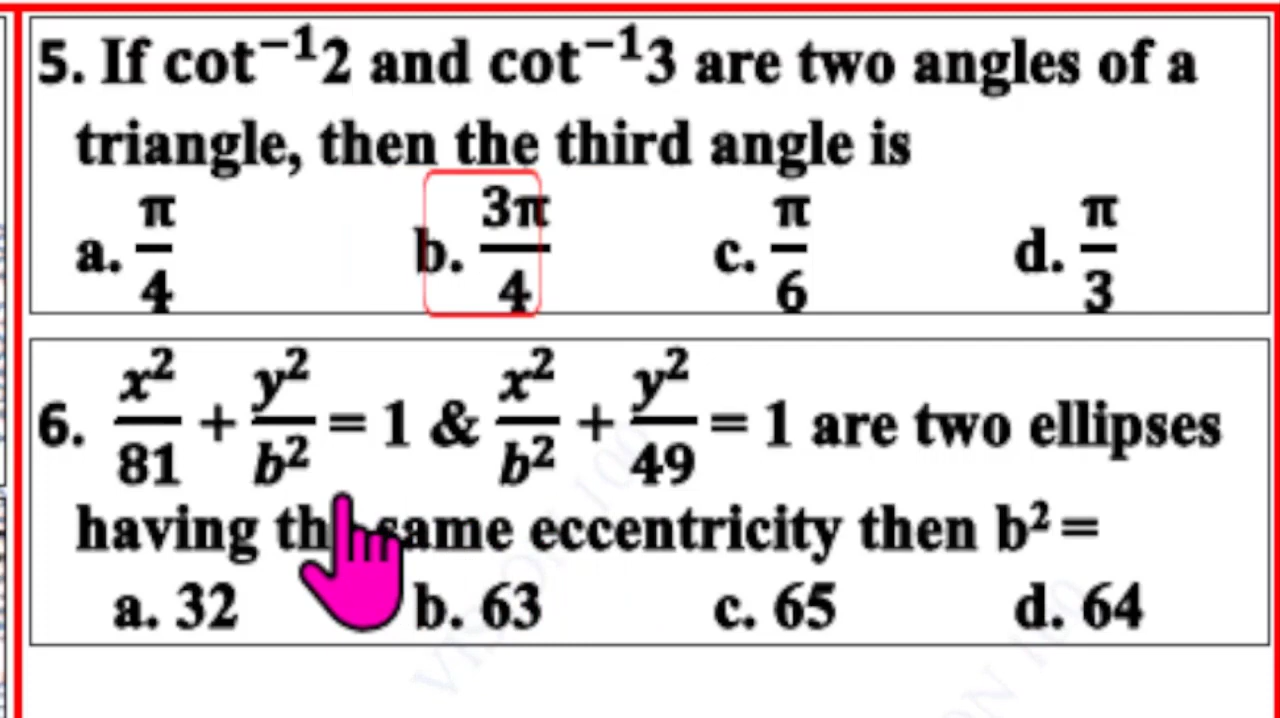 5. If cot⁻¹2 and cot⁻¹3 are two angles of a
triangle, then the third angle is
a. π/4 b. 3π/4 c. π/6 d. π/3
6. x²/81 + y²/b² = 1 & x²/b² + y²/49 = 1 are two ellipses
having th same eccentricity then b² =
a. 32 b. 63 c. 65 d. 64